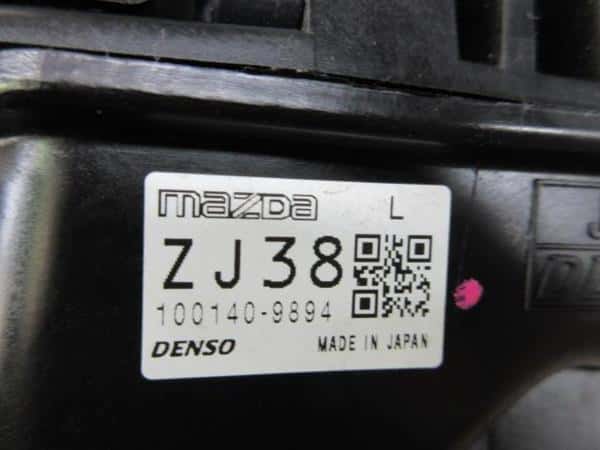 mazda L
ZJ38
100140-9894
DENSO MADE IN JAPAN